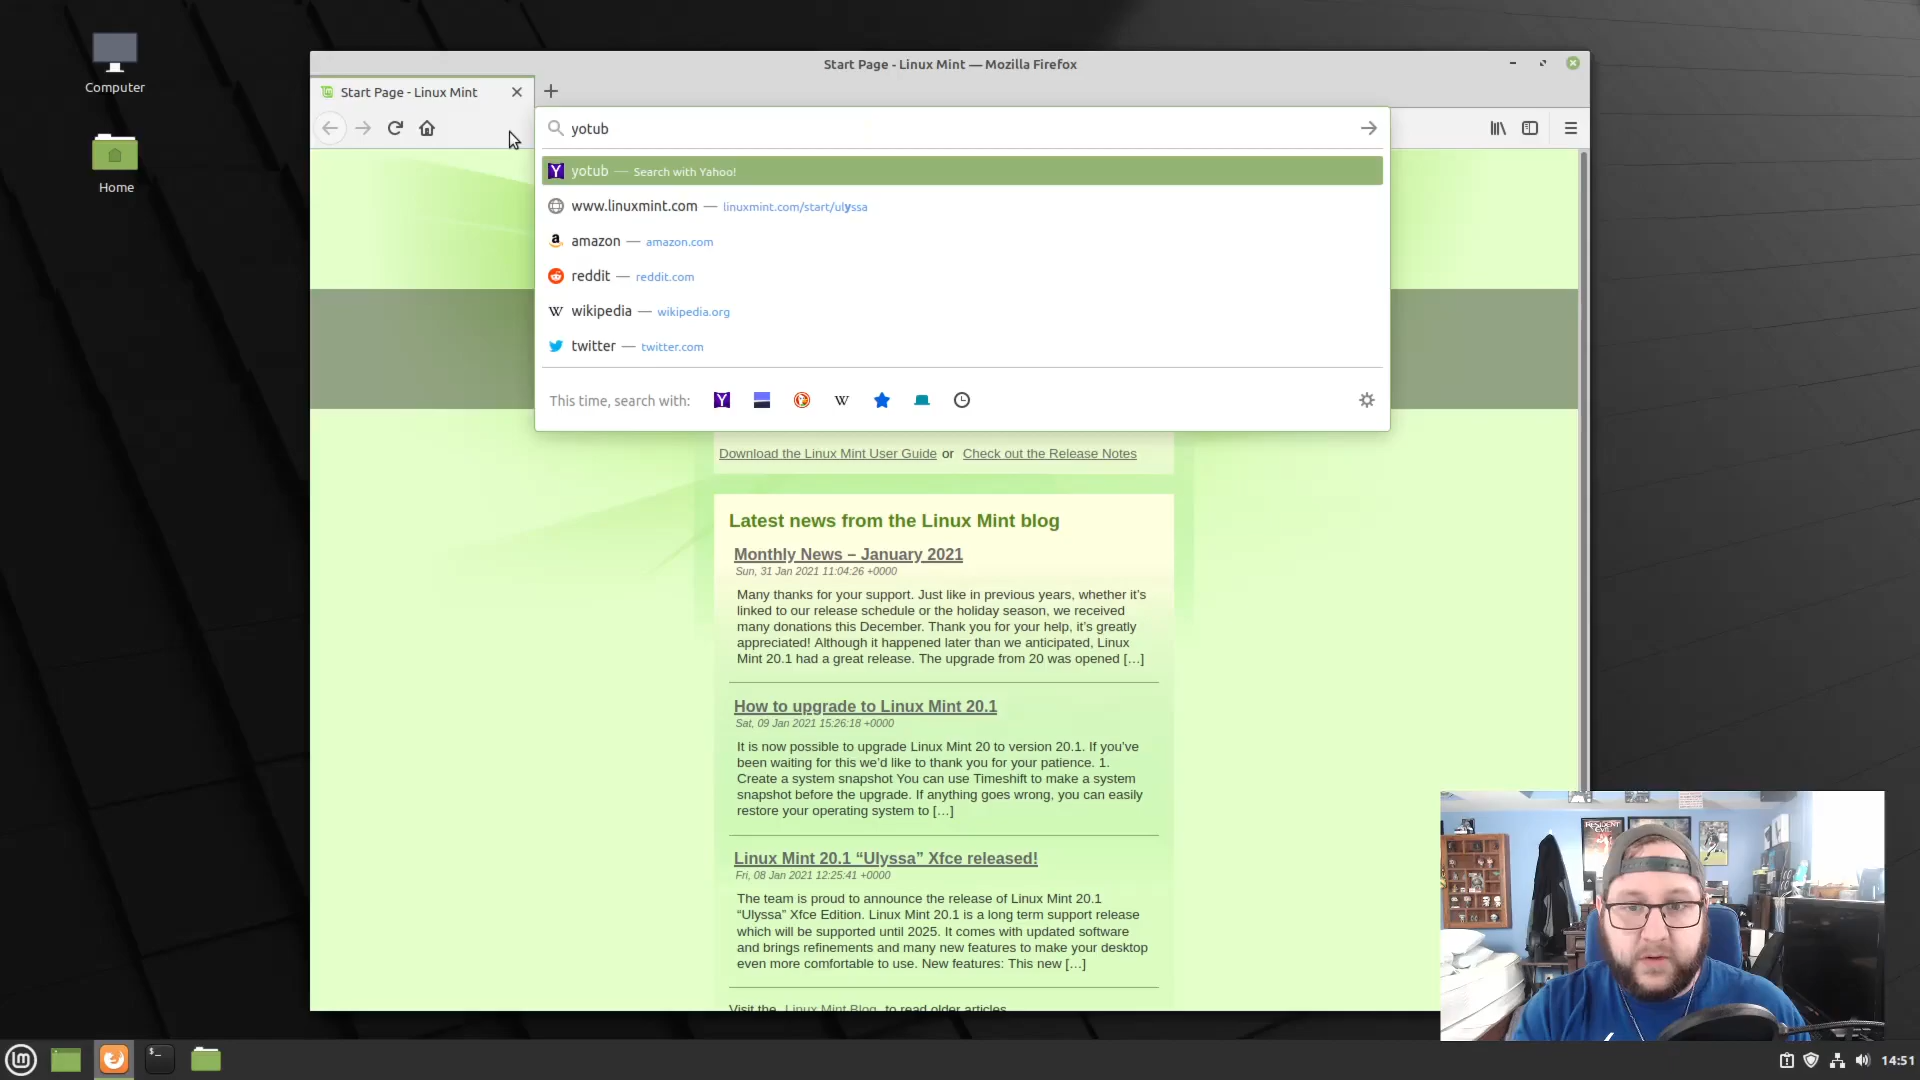 Computer
Home
Start Page - Linux Mint — Mozilla Firefox
Start Page - Linux Mint
yotub
yotub — Search with Yahoo!
www.linuxmint.com — linuxmint.com/start/ulyssa
amazon — amazon.com
reddit — reddit.com
wikipedia — wikipedia.org
twitter — twitter.com
This time, search with:
Download the Linux Mint User Guide or Check out the Release Notes
Latest news from the Linux Mint blog
Monthly News – January 2021
Sun, 31 Jan 2021 11:04:26 +0000
Many thanks for your support. Just like in previous years, whether it’s
linked to our release schedule or the holiday season, we received
many donations this December. Thank you for your help, it’s greatly
appreciated! Although it happened later than we anticipated, Linux
Mint 20.1 had a great release. The upgrade from 20 was opened […]
How to upgrade to Linux Mint 20.1
Sat, 09 Jan 2021 15:26:18 +0000
It is now possible to upgrade Linux Mint 20 to version 20.1. If you’ve
been waiting for this we’d like to thank you for your patience. 1.
Create a system snapshot You can use Timeshift to make a system
snapshot before the upgrade. If anything goes wrong, you can easily
restore your operating system to […]
Linux Mint 20.1 “Ulyssa” Xfce released!
Fri, 08 Jan 2021 12:25:41 +0000
The team is proud to announce the release of Linux Mint 20.1
“Ulyssa” Xfce Edition. Linux Mint 20.1 is a long term support release
which will be supported until 2025. It comes with updated software
and brings refinements and many new features to make your desktop
even more comfortable to use. New features: This new […]
Visit the Linux Mint Blog to read older articles
RESIDENT EVIL
14:51